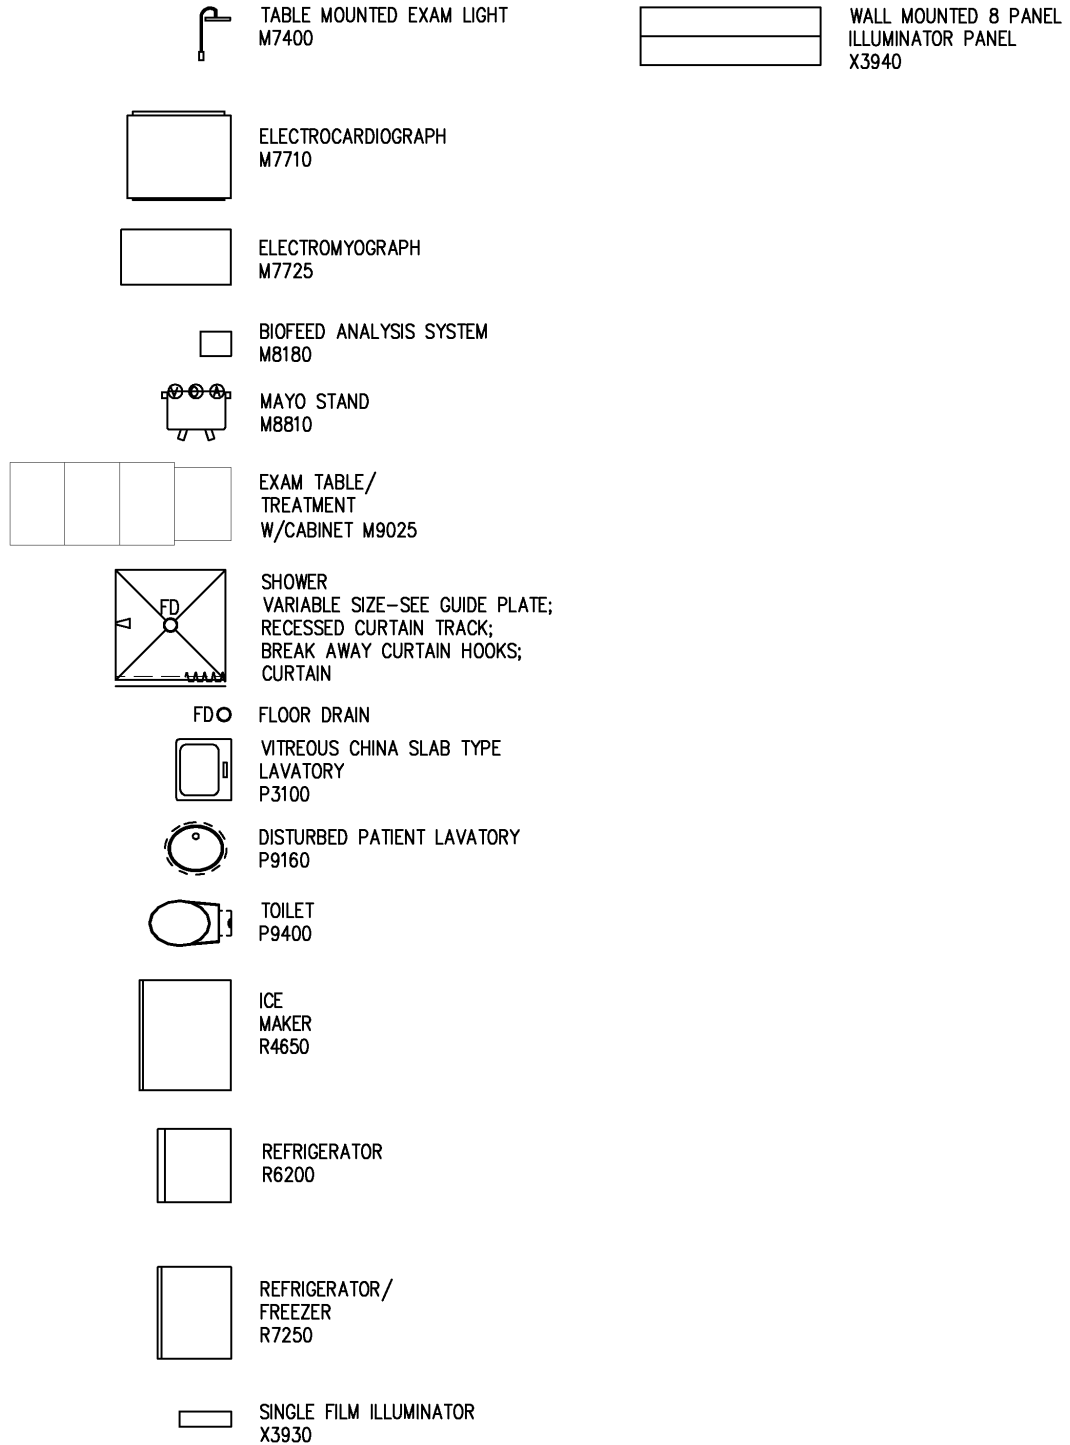 TABLE MOUNTED EXAM LIGHT
M7400
ELECTROCARDIOGRAPH
M7710
ELECTROMYOGRAPH
M7725
BIOFEED ANALYSIS SYSTEM
M8180
V O A
MAYO STAND
M8810
EXAM TABLE/
TREATMENT
W/CABINET M9025
FD
SHOWER
VARIABLE SIZE-SEE GUIDE PLATE;
RECESSED CURTAIN TRACK;
BREAK AWAY CURTAIN HOOKS;
CURTAIN
FD FLOOR DRAIN
VITREOUS CHINA SLAB TYPE
LAVATORY
P3100
DISTURBED PATIENT LAVATORY
P9160
TOILET
P9400
ICE
MAKER
R4650
REFRIGERATOR
R6200
REFRIGERATOR/
FREEZER
R7250
SINGLE FILM ILLUMINATOR
X3930
WALL MOUNTED 8 PANEL
ILLUMINATOR PANEL
X3940